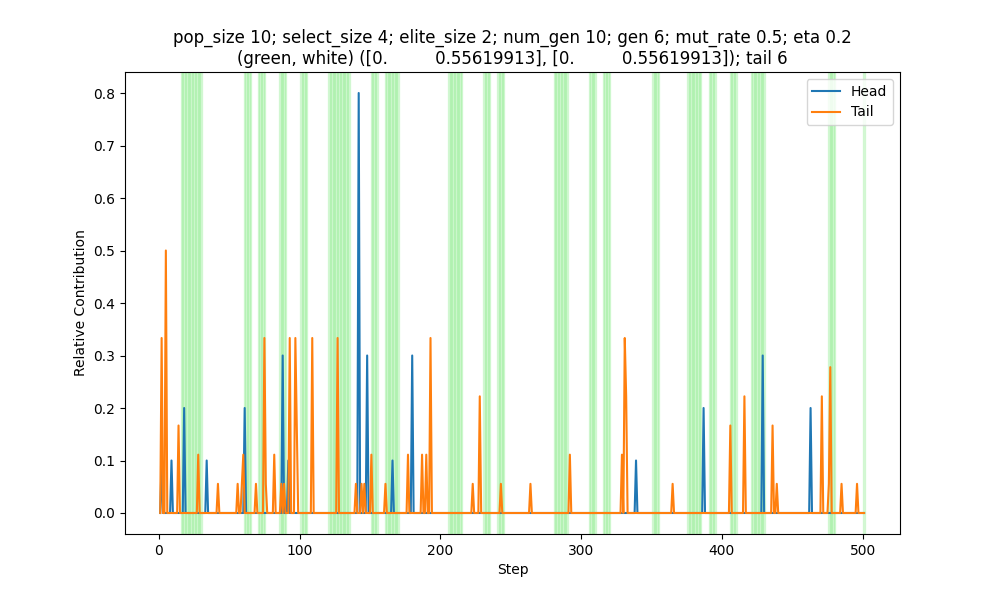 pop_size 10; select_size 4; elite_size 2; num_gen 10; gen 6; mut_rate 0.5; eta 0.2
(green, white) ([0.          0.55619913], [0.          0.55619913]); tail 6
Head
Tail
Relative Contribution
0.8
0.7
0.6
0.5
0.4
0.3
0.2
0.1
0.0
0 100 200 300 400 500
Step